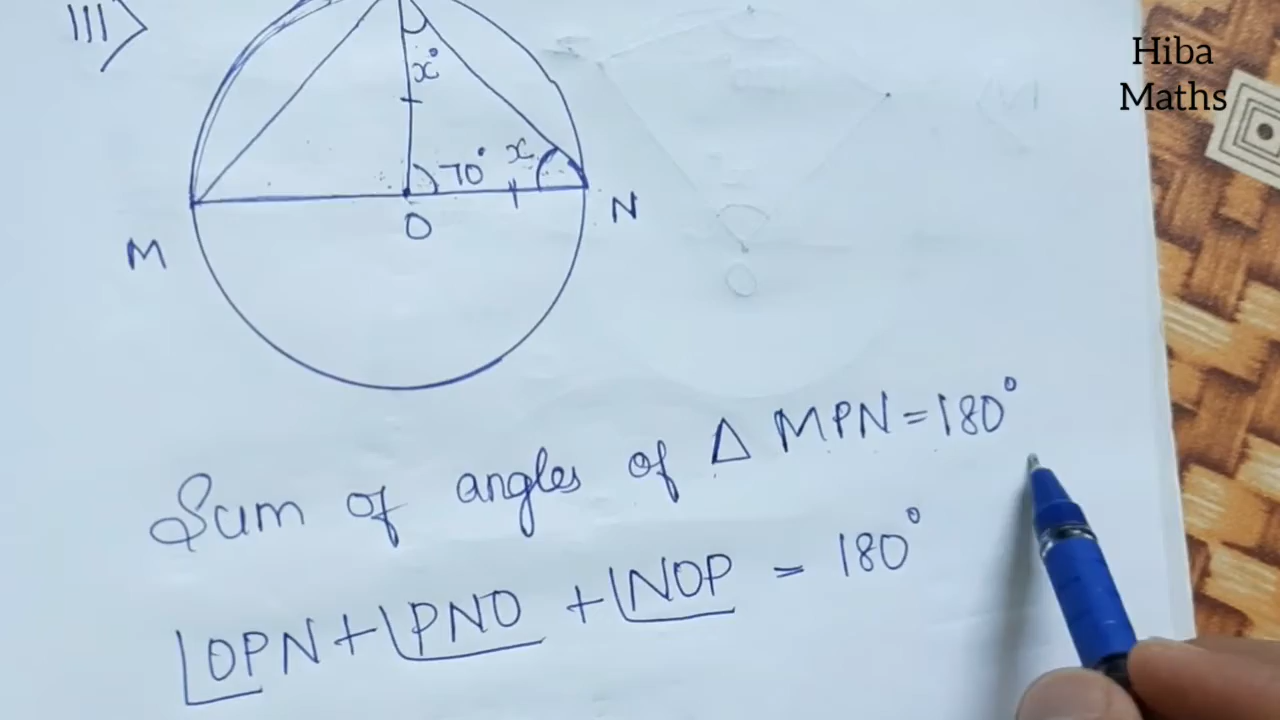 III>
Hiba
Maths
x°
70° x
M
O
N
Sum of angles of Δ MPN = 180°
∠OPN + ∠PNO + ∠NOP = 180°